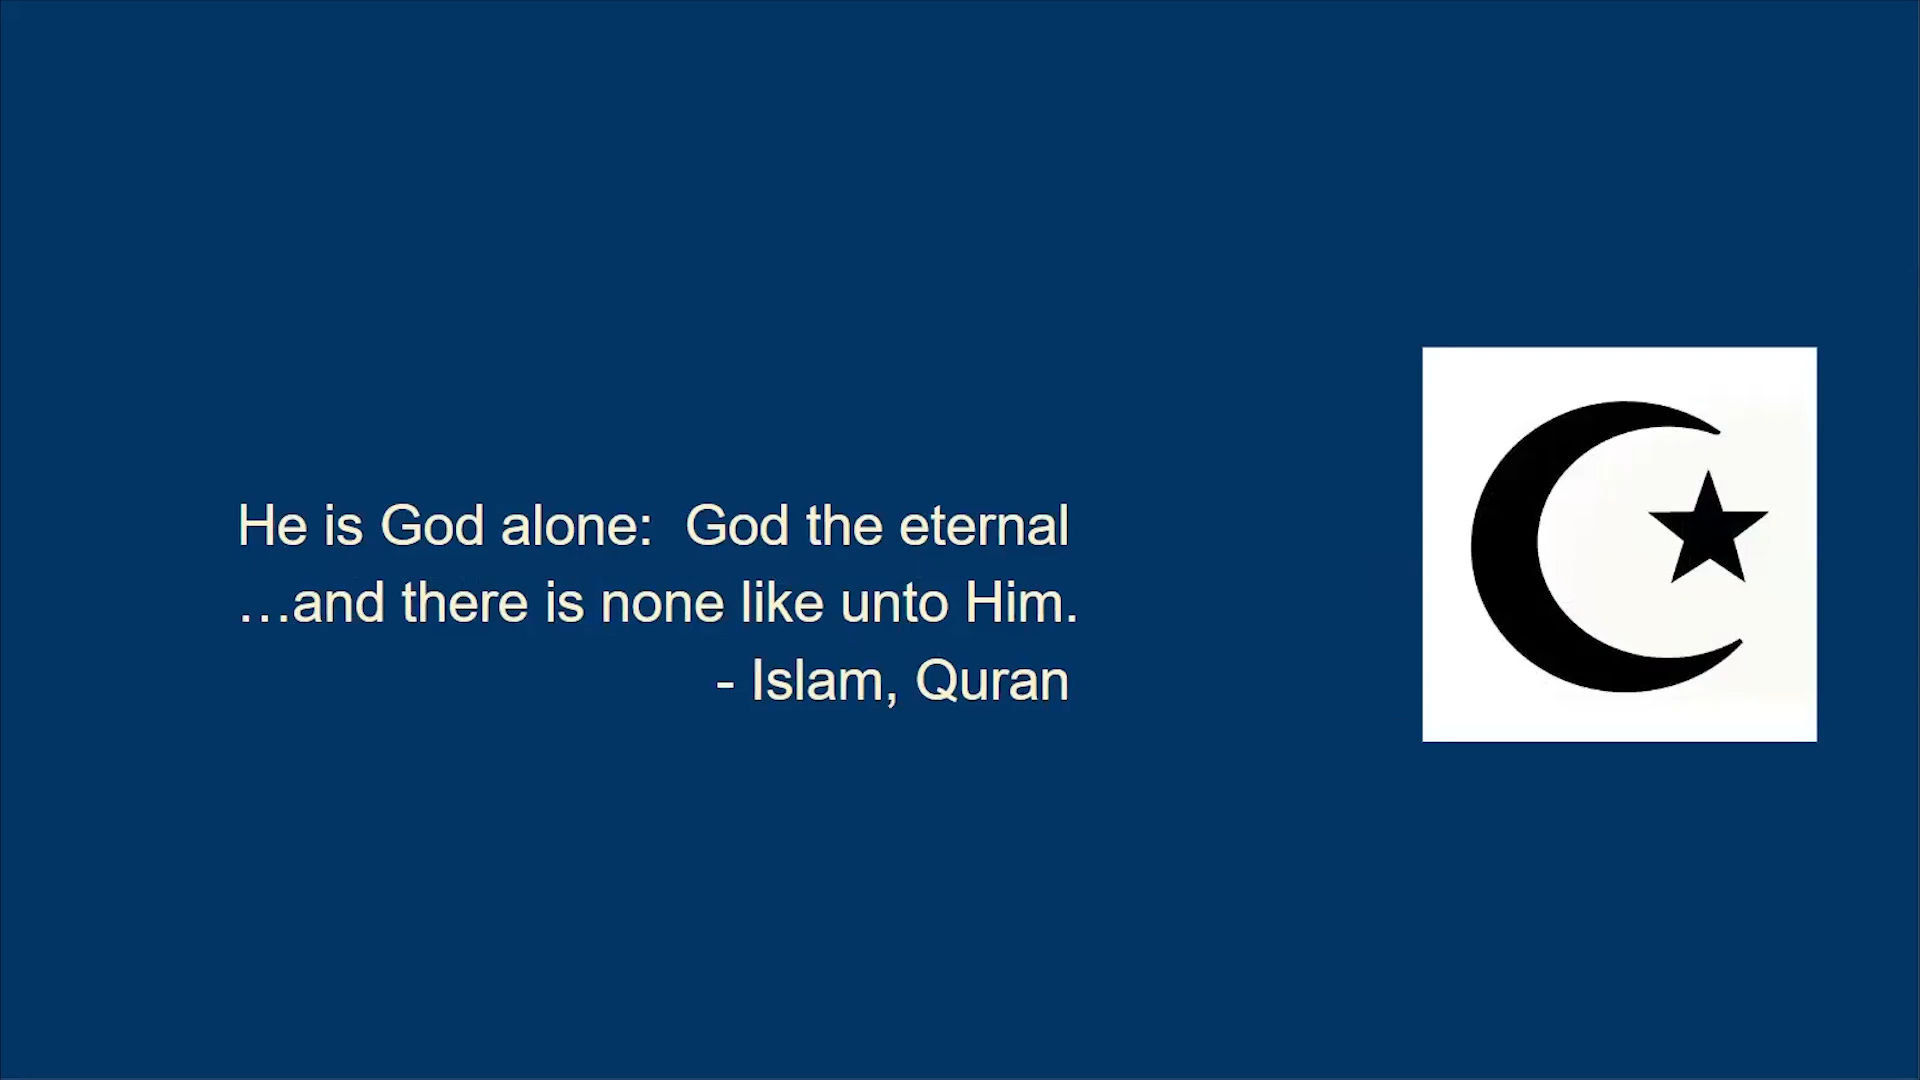 He is God alone:  God the eternal
…and there is none like unto Him.
- Islam, Quran